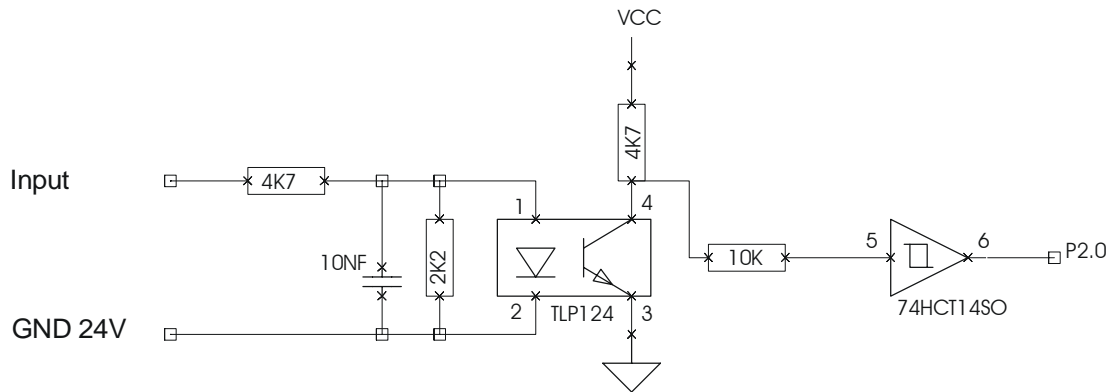 VCC
4K7
Input
4K7
1
4
10NF
2K2
10K
5
6
P2.0
2
TLP124
3
74HCT14SO
GND 24V